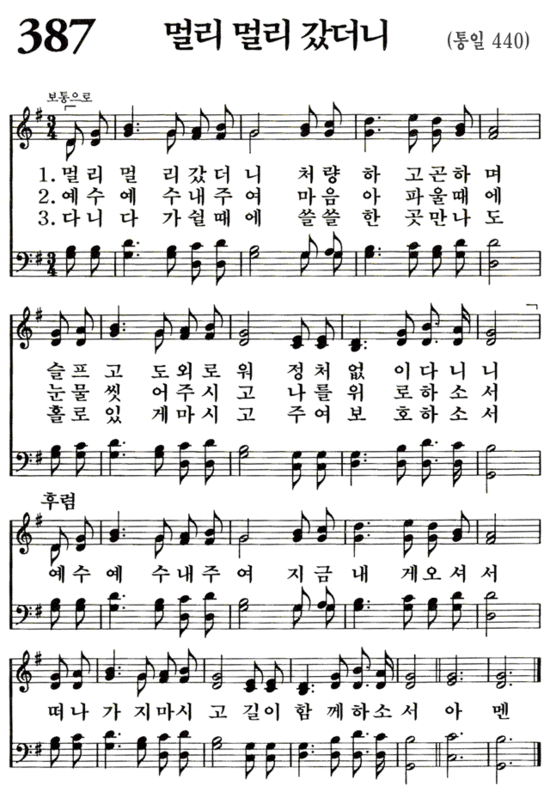 387 멀리 멀리 갔더니 (통일 440)
보통으로
1. 멀리 멀 리갔더 니 처량 하 고곤하 며
2. 예수 예 수내주 여 마음 아 파울때 에
3. 다니 다 가쉴때 에 쓸쓸 한 곳만나 도
슬프 고 도외로 워 정처 없 이다니 니
눈물 씻 어주시 고 나를 위 로하소 서
홀로 있 게마시 고 주여 보 호하소 서
후렴
예수 예 수내주 여 지금 내 게오셔 서
떠나 가 지마시 고 길이 함 께하소 서 아 멘